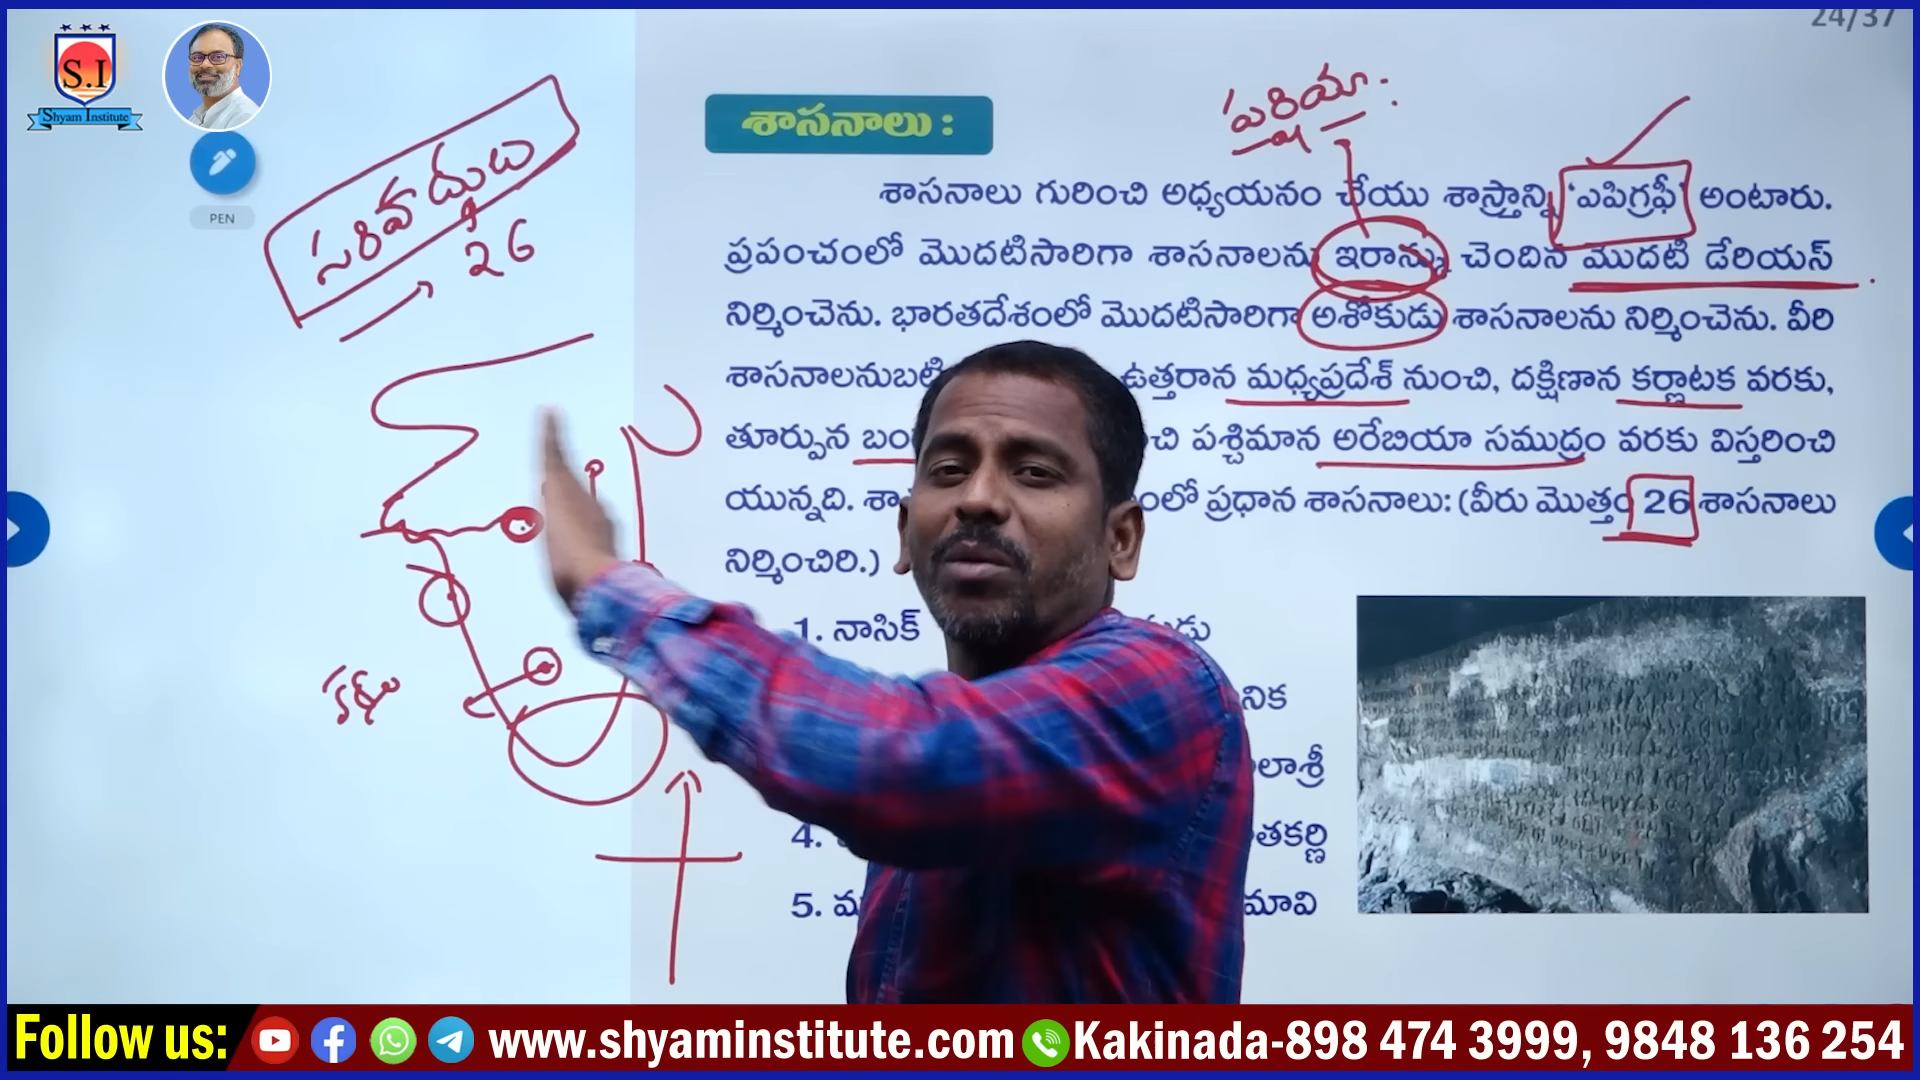 24/37
S.I
Shyam Institute
PEN
సరిహద్దులు
26
పర్షియా
శాసనాలు :
శాసనాలు గురించి అధ్యయనం చేయు శాస్త్రాన్ని 'ఎపిగ్రఫీ' అంటారు.
ప్రపంచంలో మొదటిసారిగా శాసనాలను ఇరాన్కు చెందిన మొదటి డేరియస్
నిర్మించెను. భారతదేశంలో మొదటిసారిగా అశోకుడు శాసనాలను నిర్మించెను. వీరి
శాసనాలనుబట్టి ఉత్తరాన మధ్యప్రదేశ్ నుంచి, దక్షిణాన కర్ణాటక వరకు,
తూర్పున పశ్చిమాన అరేబియా సముద్రం వరకు విస్తరించి
యున్నది. ప్రధాన శాసనాలు: (వీరు మొత్తం 26 శాసనాలు
నిర్మించిరి.)
1. నాసిక్
4.
5.
Follow us:
www.shyaminstitute.com
Kakinada-898 474 3999, 9848 136 254